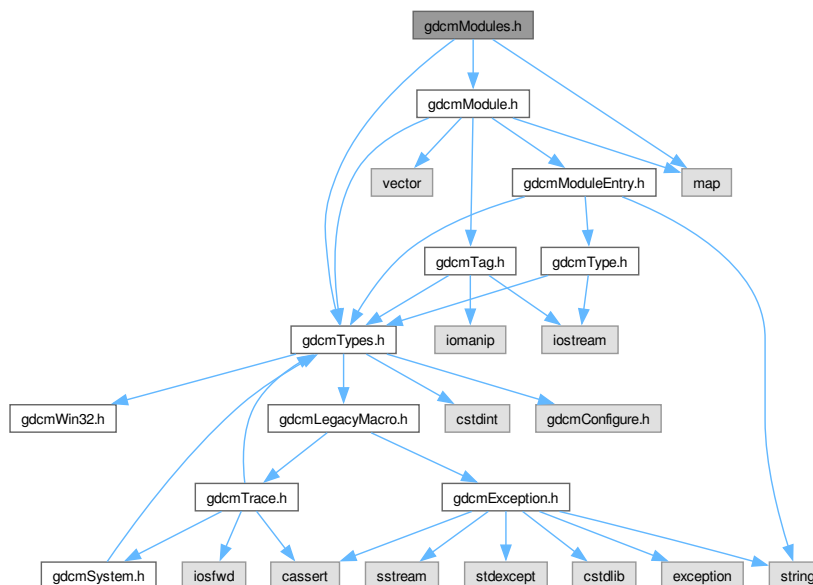 gdcmModules.h
gdcmModule.h
vector
gdcmModuleEntry.h
map
gdcmTag.h
gdcmType.h
iomanip
iostream
gdcmTypes.h
gdcmWin32.h
gdcmLegacyMacro.h
cstdint
gdcmConfigure.h
gdcmTrace.h
gdcmException.h
gdcmSystem.h
iosfwd
cassert
sstream
stdexcept
cstdlib
exception
string